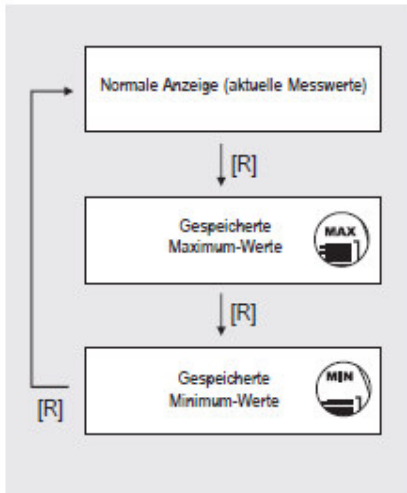 Normale Anzeige (aktuelle Messwerte)
[R]
Gespeicherte
Maximum-Werte
MAX
[R]
Gespeicherte
Minimum-Werte
MIN
[R]